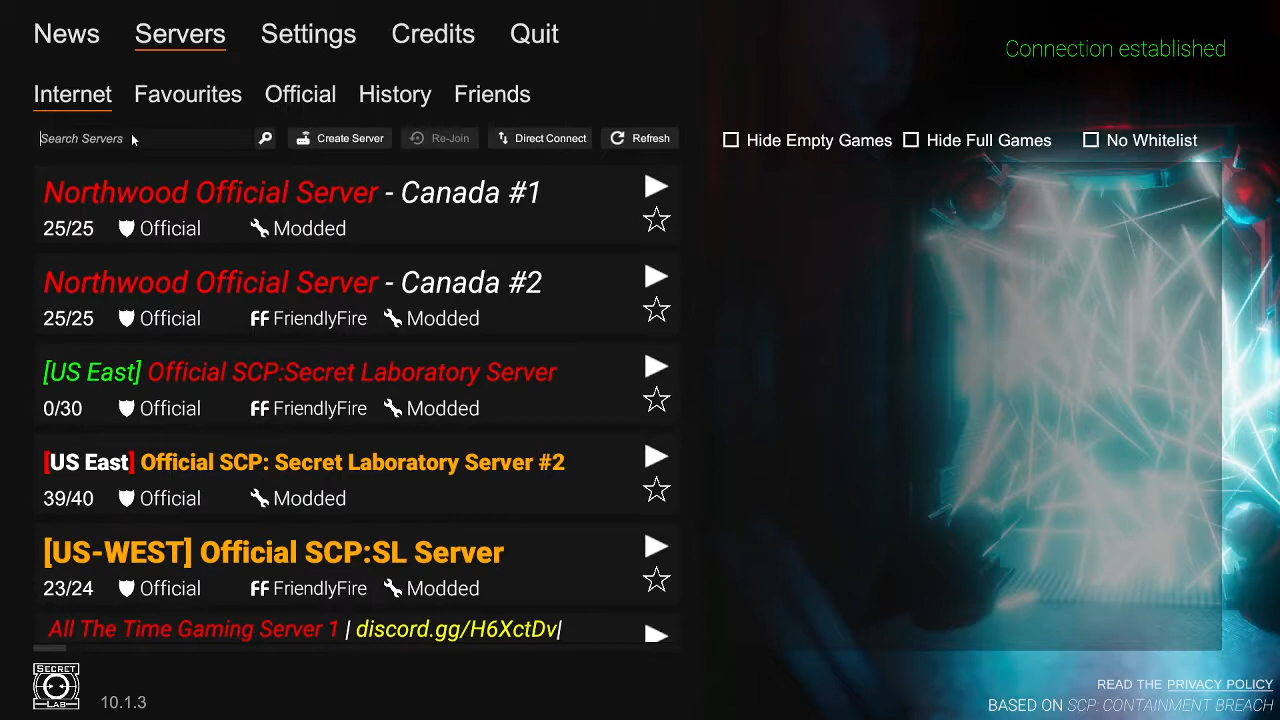 News Servers Settings Credits Quit
Connection established
Internet Favourites Official History Friends
Search Servers Create Server Re-Join Direct Connect Refresh Hide Empty Games Hide Full Games No Whitelist
Northwood Official Server - Canada #1
25/25 Official Modded
Northwood Official Server - Canada #2
25/25 Official FF FriendlyFire Modded
[US East] Official SCP:Secret Laboratory Server
0/30 Official FF FriendlyFire Modded
[US East] Official SCP: Secret Laboratory Server #2
39/40 Official Modded
[US-WEST] Official SCP:SL Server
23/24 Official FF FriendlyFire Modded
All The Time Gaming Server 1 | discord.gg/H6XctDv|
SECRET
LAB
10.1.3
READ THE PRIVACY POLICY
BASED ON SCP: CONTAINMENT BREACH